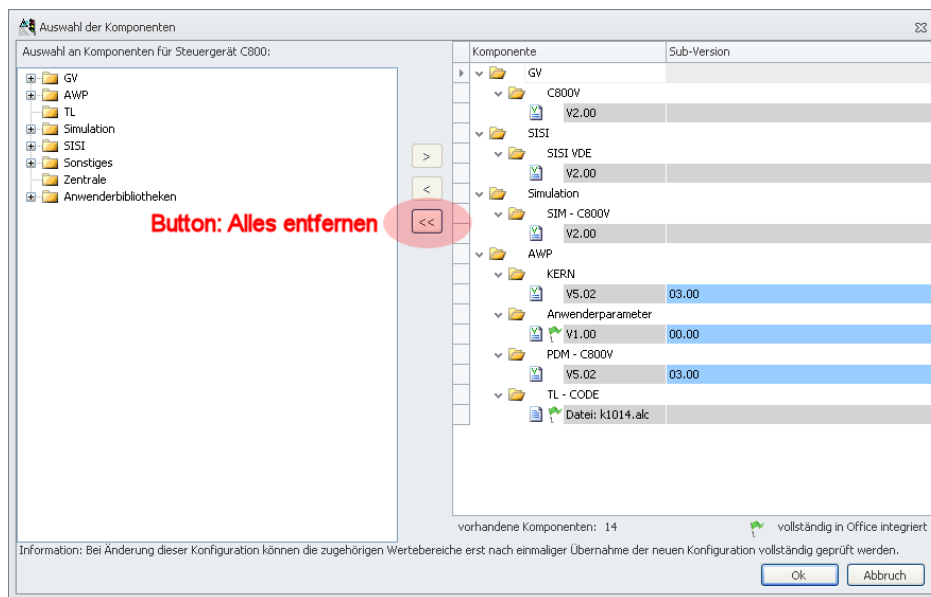 Auswahl der Komponenten
Auswahl an Komponenten für Steuergerät C800:
GV
AWP
TL
Simulation
SISI
Sonstiges
Zentrale
Anwenderbibliotheken
>
<
<<
Button: Alles entfernen
Komponente Sub-Version
GV
C800V
V2.00
SISI
SISI VDE
V2.00
Simulation
SIM - C800V
V2.00
AWP
KERN
V5.02 03.00
Anwenderparameter
V1.00 00.00
PDM - C800V
V5.02 03.00
TL - CODE
Datei: k1014.alc
vorhandene Komponenten: 14 vollständig in Office integriert
Information: Bei Änderung dieser Konfiguration können die zugehörigen Wertebereiche erst nach einmaliger Übernahme der neuen Konfiguration vollständig geprüft werden.
Ok Abbruch